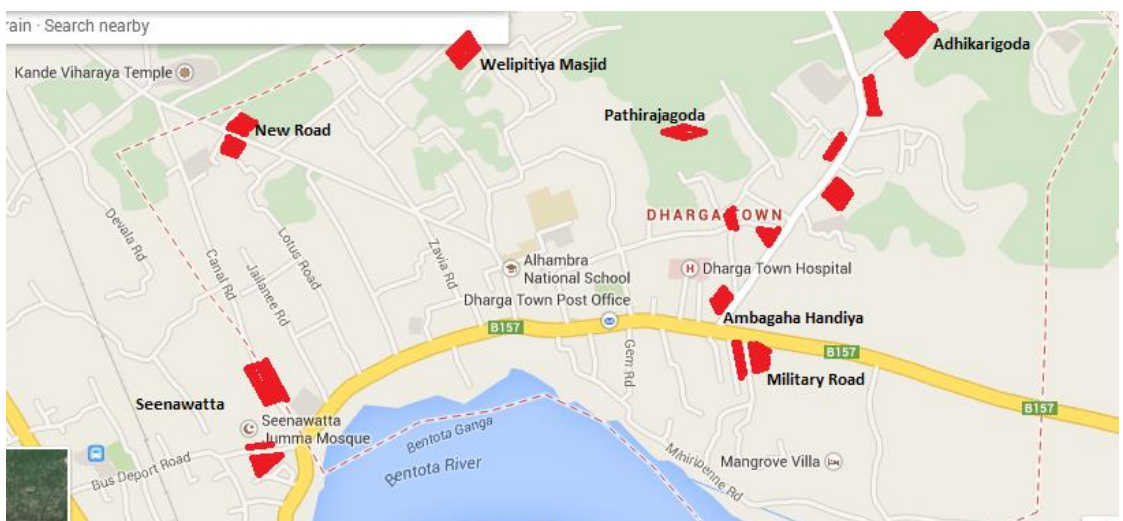 rain · Search nearby
Adhikarigoda
Welipitiya Masjid
Kande Viharaya Temple
Pathirajagoda
New Road
DHARGA TOWN
Devala Rd
Canal Rd
Jailanee Rd
Lotus Road
Zavia Rd
Alhambra
National School
H Dharga Town Hospital
Dharga Town Post Office
Ambagaha Handiya
B157
B157
B157
Gem Rd
Military Road
Seenawatta
Seenawatta
Jumma Mosque
Bentota Ganga
Bentota River
Bus Deport Road
Mihiripenne Rd
Mangrove Villa